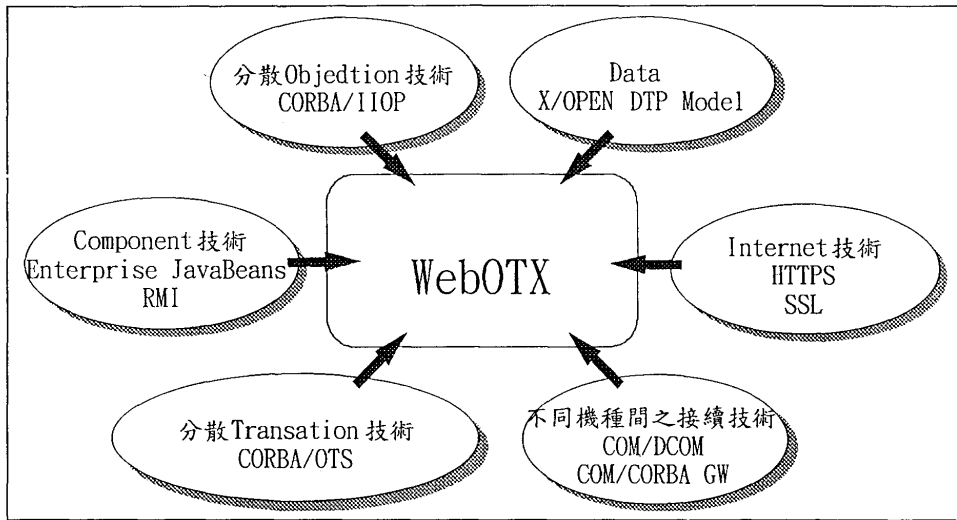 分散Objedtion技術
CORBA/IIOP
Data
X/OPEN DTP Model
Component技術
Enterprise JavaBeans
RMI
WebOTX
Internet技術
HTTPS
SSL
分散Transation技術
CORBA/OTS
不同機種間之接續技術
COM/DCOM
COM/CORBA GW